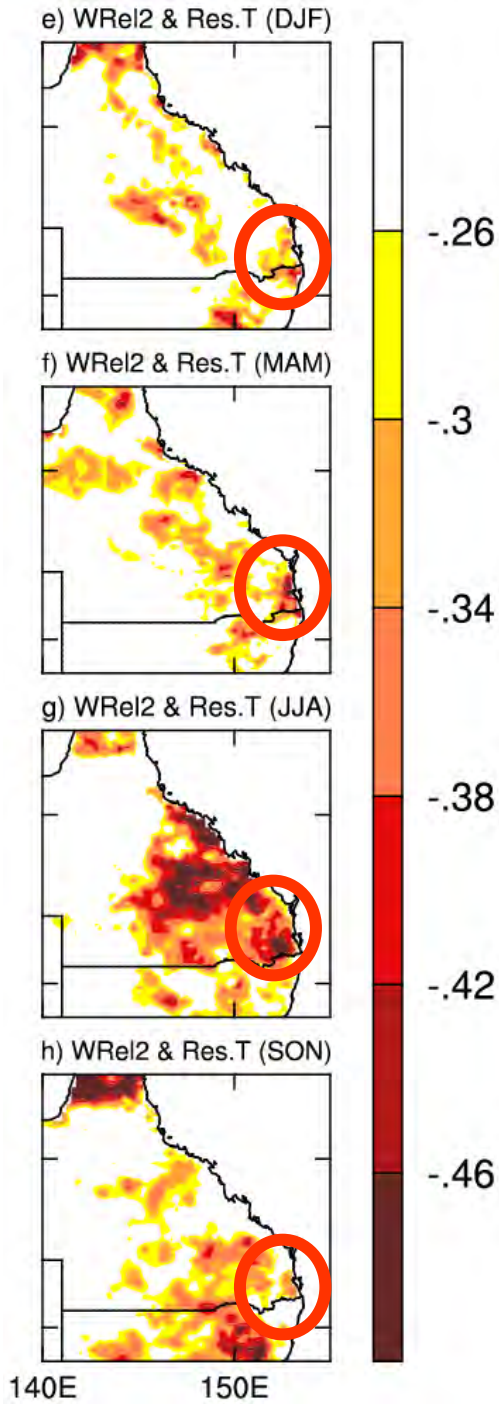 e) WRel2 & Res.T (DJF)
-.26
-.3
f) WRel2 & Res.T (MAM)
-.34
g) WRel2 & Res.T (JJA)
-.38
-.42
h) WRel2 & Res.T (SON)
-.46
140E 150E